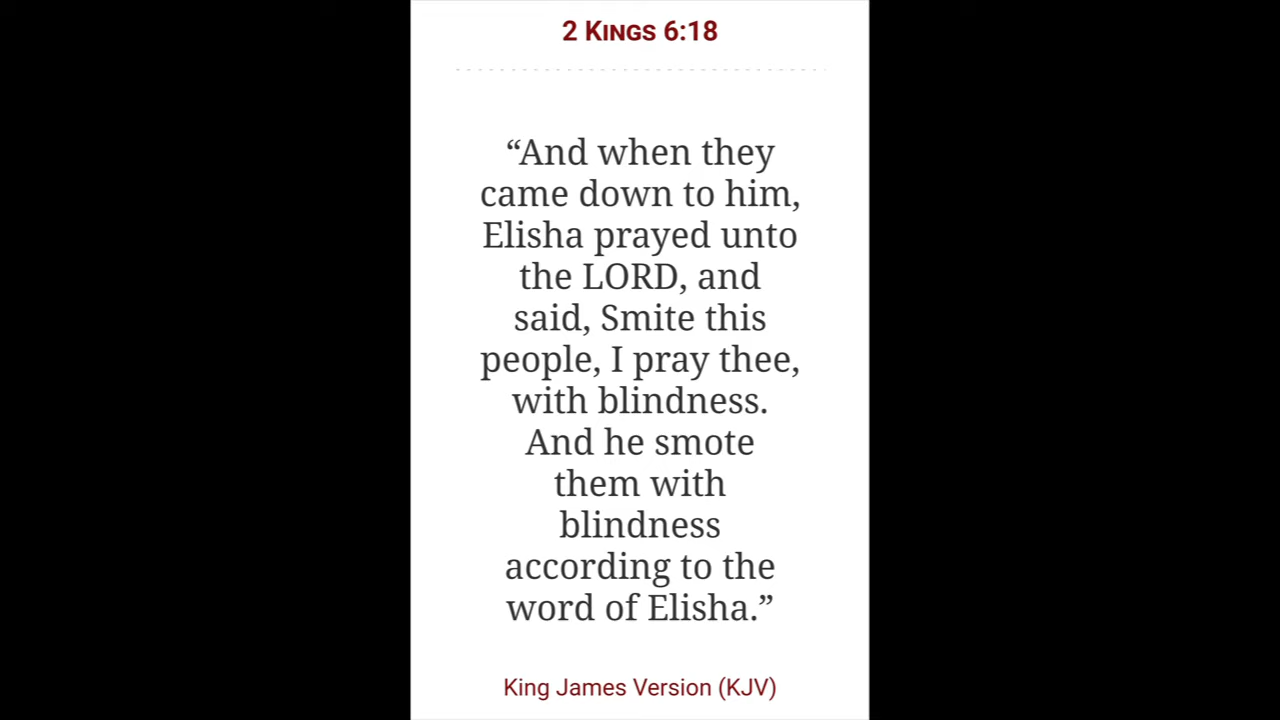 2 Kings 6:18
“And when they
came down to him,
Elisha prayed unto
the LORD, and
said, Smite this
people, I pray thee,
with blindness.
And he smote
them with
blindness
according to the
word of Elisha.”
King James Version (KJV)